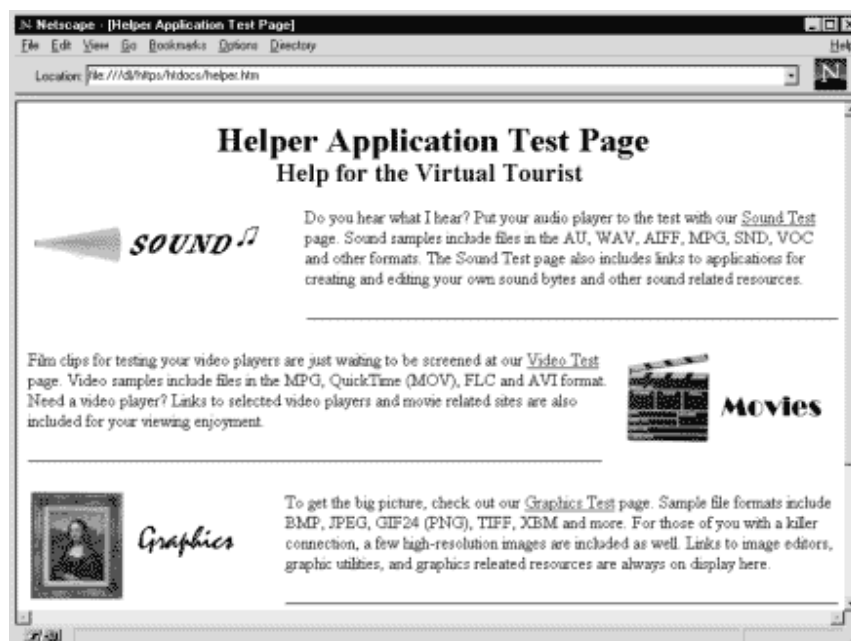 Netscape - [Helper Application Test Page]
File Edit View Go Bookmarks Options Directory Help
Location: file:///d/https/htdocs/helper.htm
N
Helper Application Test Page
Help for the Virtual Tourist
SOUND
Do you hear what I hear? Put your audio player to the test with our Sound Test
page. Sound samples include files in the AU, WAV, AIFF, MPG, SND, VOC
and other formats. The Sound Test page also includes links to applications for
creating and editing your own sound bytes and other sound related resources.
Film clips for testing your video players are just waiting to be screened at our Video Test
page. Video samples include files in the MPG, QuickTime (MOV), FLC and AVI format.
Need a video player? Links to selected video players and movie related sites are also
included for your viewing enjoyment.
Movies
Graphics
To get the big picture, check out our Graphics Test page. Sample file formats include
BMP, JPEG, GIF24 (PNG), TIFF, XBM and more. For those of you with a killer
connection, a few high-resolution images are included as well. Links to image editors,
graphic utilities, and graphics releated resources are always on display here.